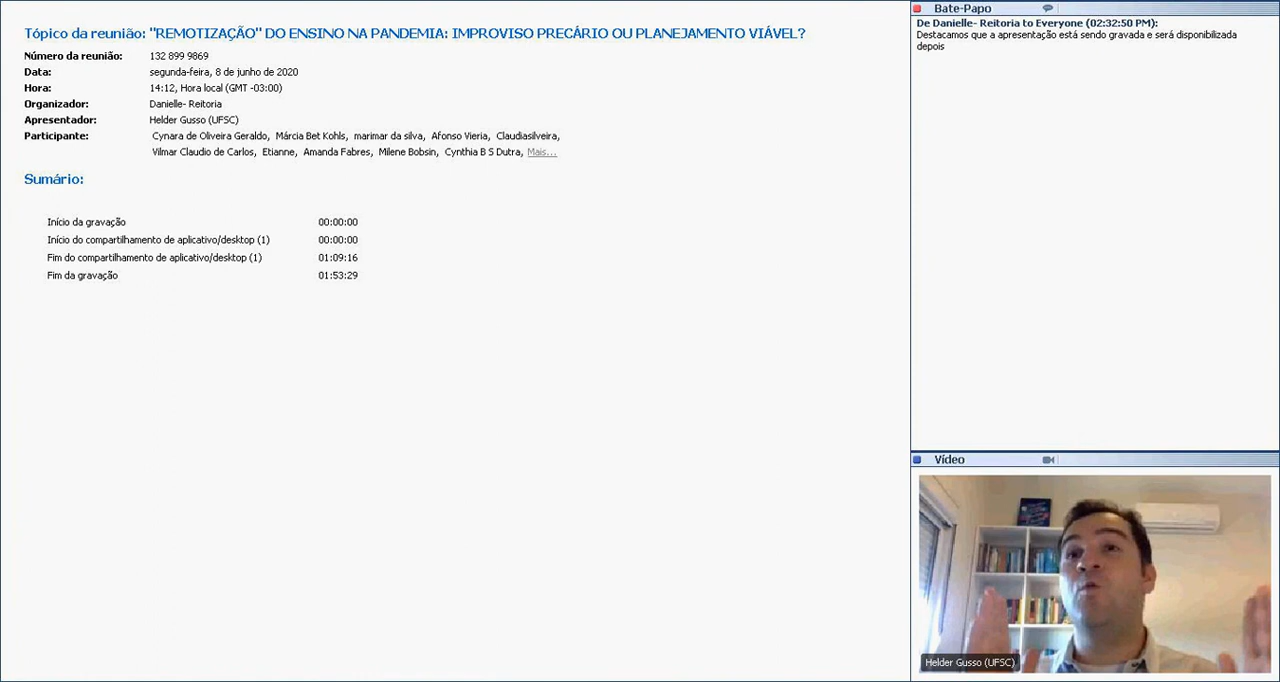 Tópico da reunião: "REMOTIZAÇÃO" DO ENSINO NA PANDEMIA: IMPROVISO PRECÁRIO OU PLANEJAMENTO VIÁVEL?
Número da reunião: 132 899 9869
Data: segunda-feira, 8 de junho de 2020
Hora: 14:12, Hora local (GMT -03:00)
Organizador: Danielle- Reitoria
Apresentador: Helder Gusso (UFSC)
Participante: Cynara de Oliveira Geraldo, Márcia Bet Kohls, marimar da silva, Afonso Vieria, Claudiasilveira,
Vilmar Claudio de Carlos, Etianne, Amanda Fabres, Milene Bobsin, Cynthia B S Dutra, Mais...
Sumário:
Início da gravação 00:00:00
Início do compartilhamento de aplicativo/desktop (1) 00:00:00
Fim do compartilhamento de aplicativo/desktop (1) 01:09:16
Fim da gravação 01:53:29
Bate-Papo
De Danielle- Reitoria to Everyone (02:32:50 PM):
Destacamos que a apresentação está sendo gravada e será disponibilizada
depois
Vídeo
Helder Gusso (UFSC)